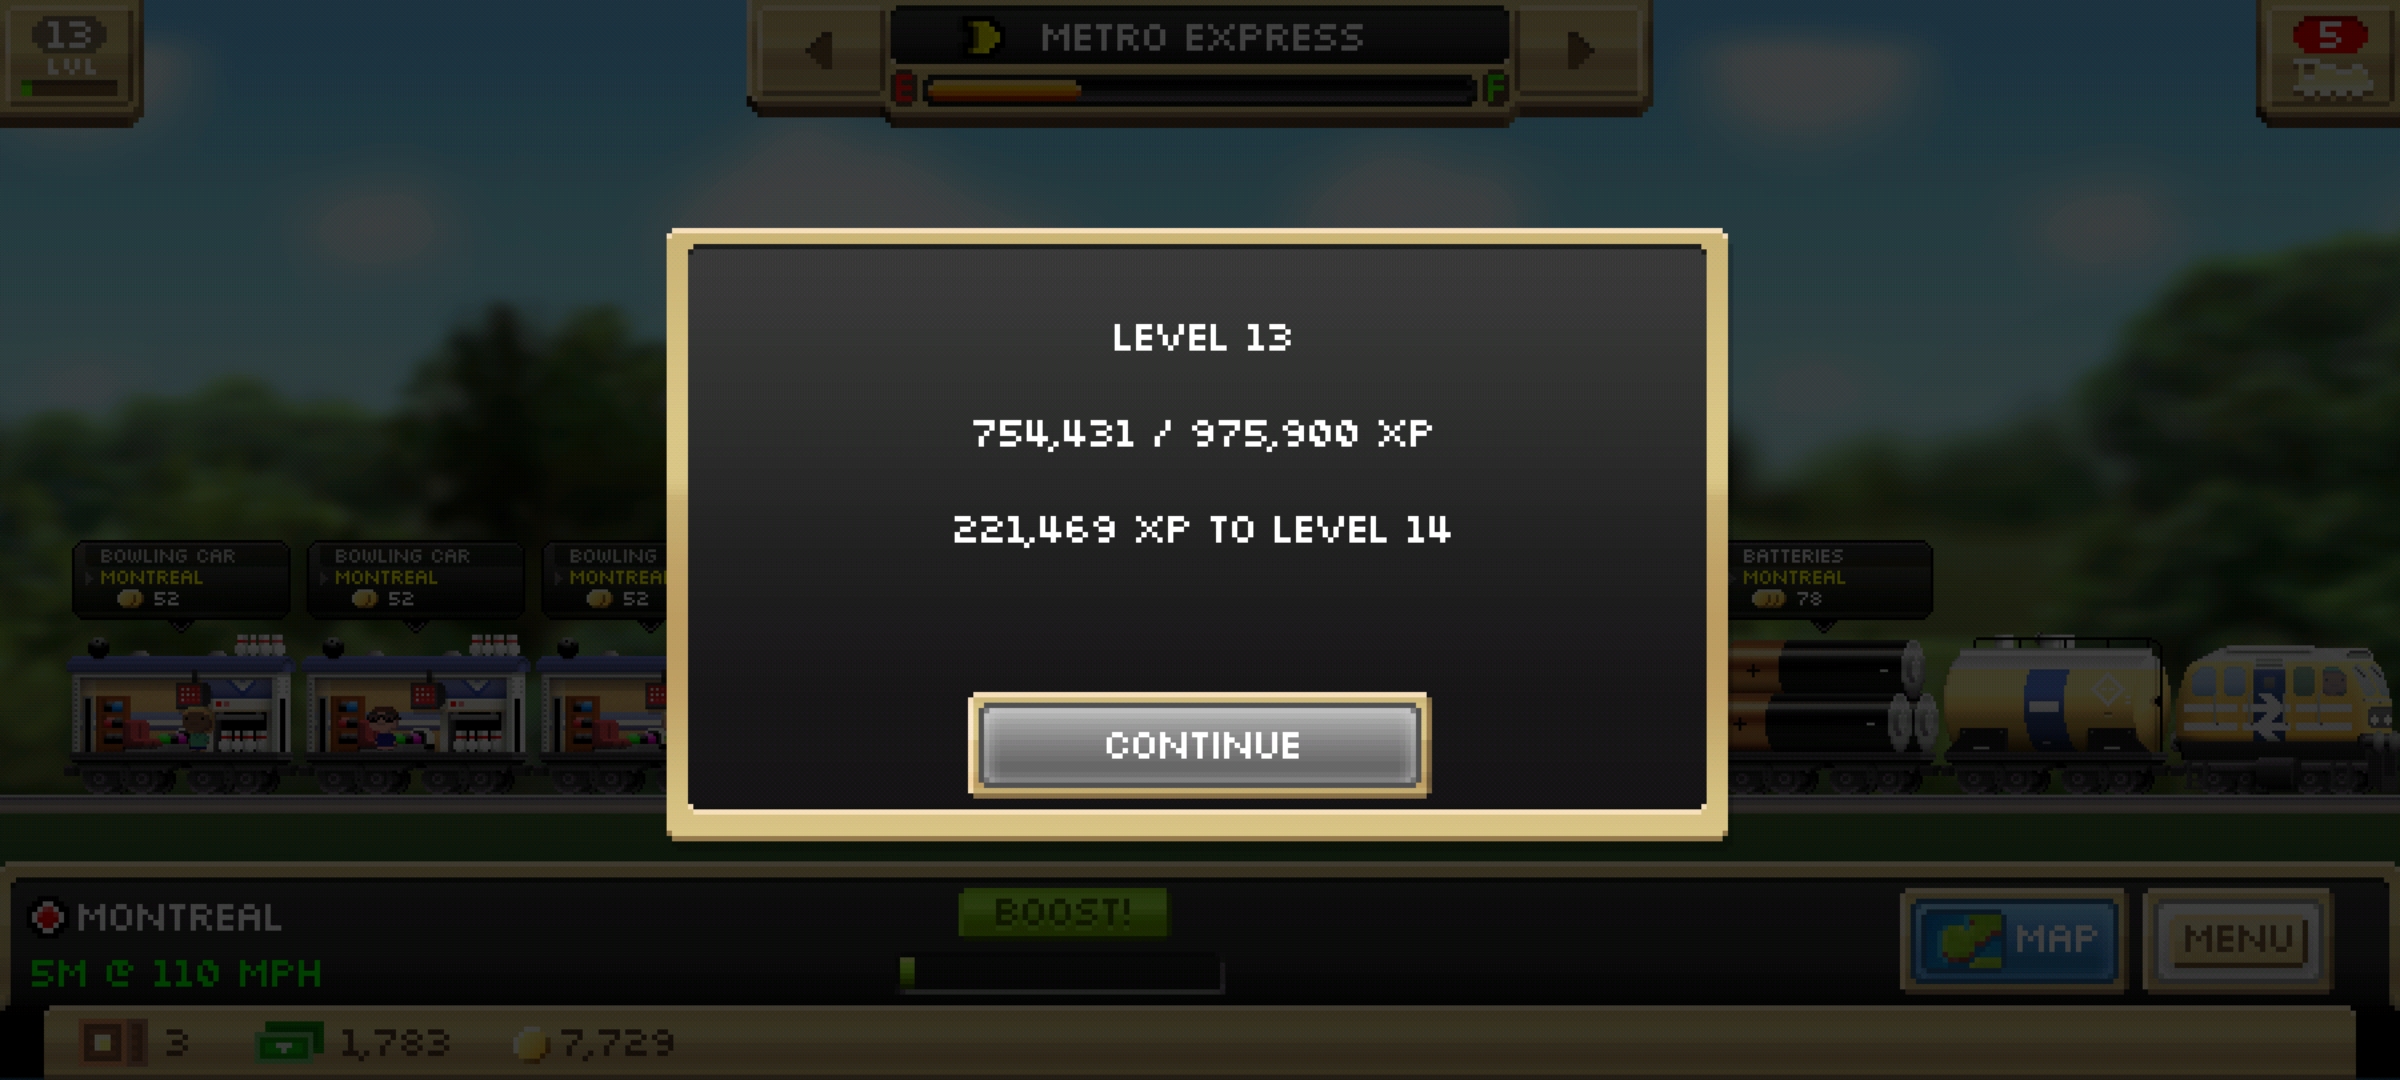 13
LVL
METRO EXPRESS
E
F
5
LEVEL 13
754,431 / 975,900 XP
221,469 XP TO LEVEL 14
CONTINUE
BOWLING CAR
MONTREAL
52
BOWLING CAR
MONTREAL
52
BOWLING
MONTREAL
52
BATTERIES
MONTREAL
78
MONTREAL
5M @ 110 MPH
BOOST!
MAP
MENU
3
1,783
7,729